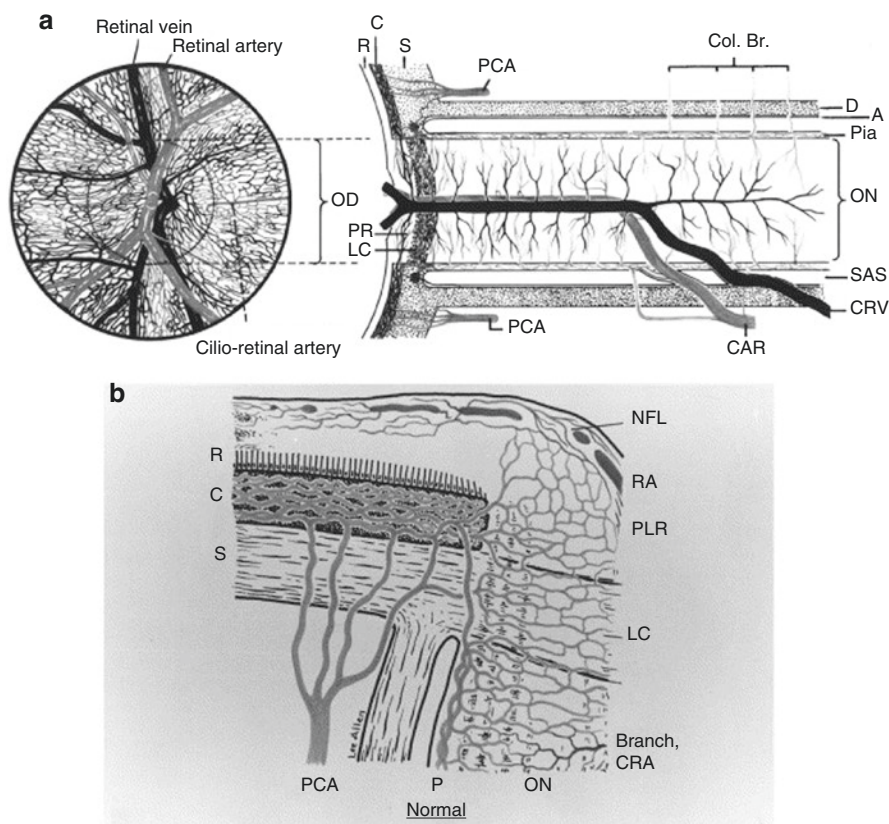 a
Retinal vein
Retinal artery
Cilio-retinal artery
OD
R
C
S
PCA
Col. Br.
D
A
Pia
ON
PR
LC
SAS
CRV
PCA
CAR
b
R
C
S
NFL
RA
PLR
LC
Branch,
CRA
Lee Allen
PCA
P
ON
Normal